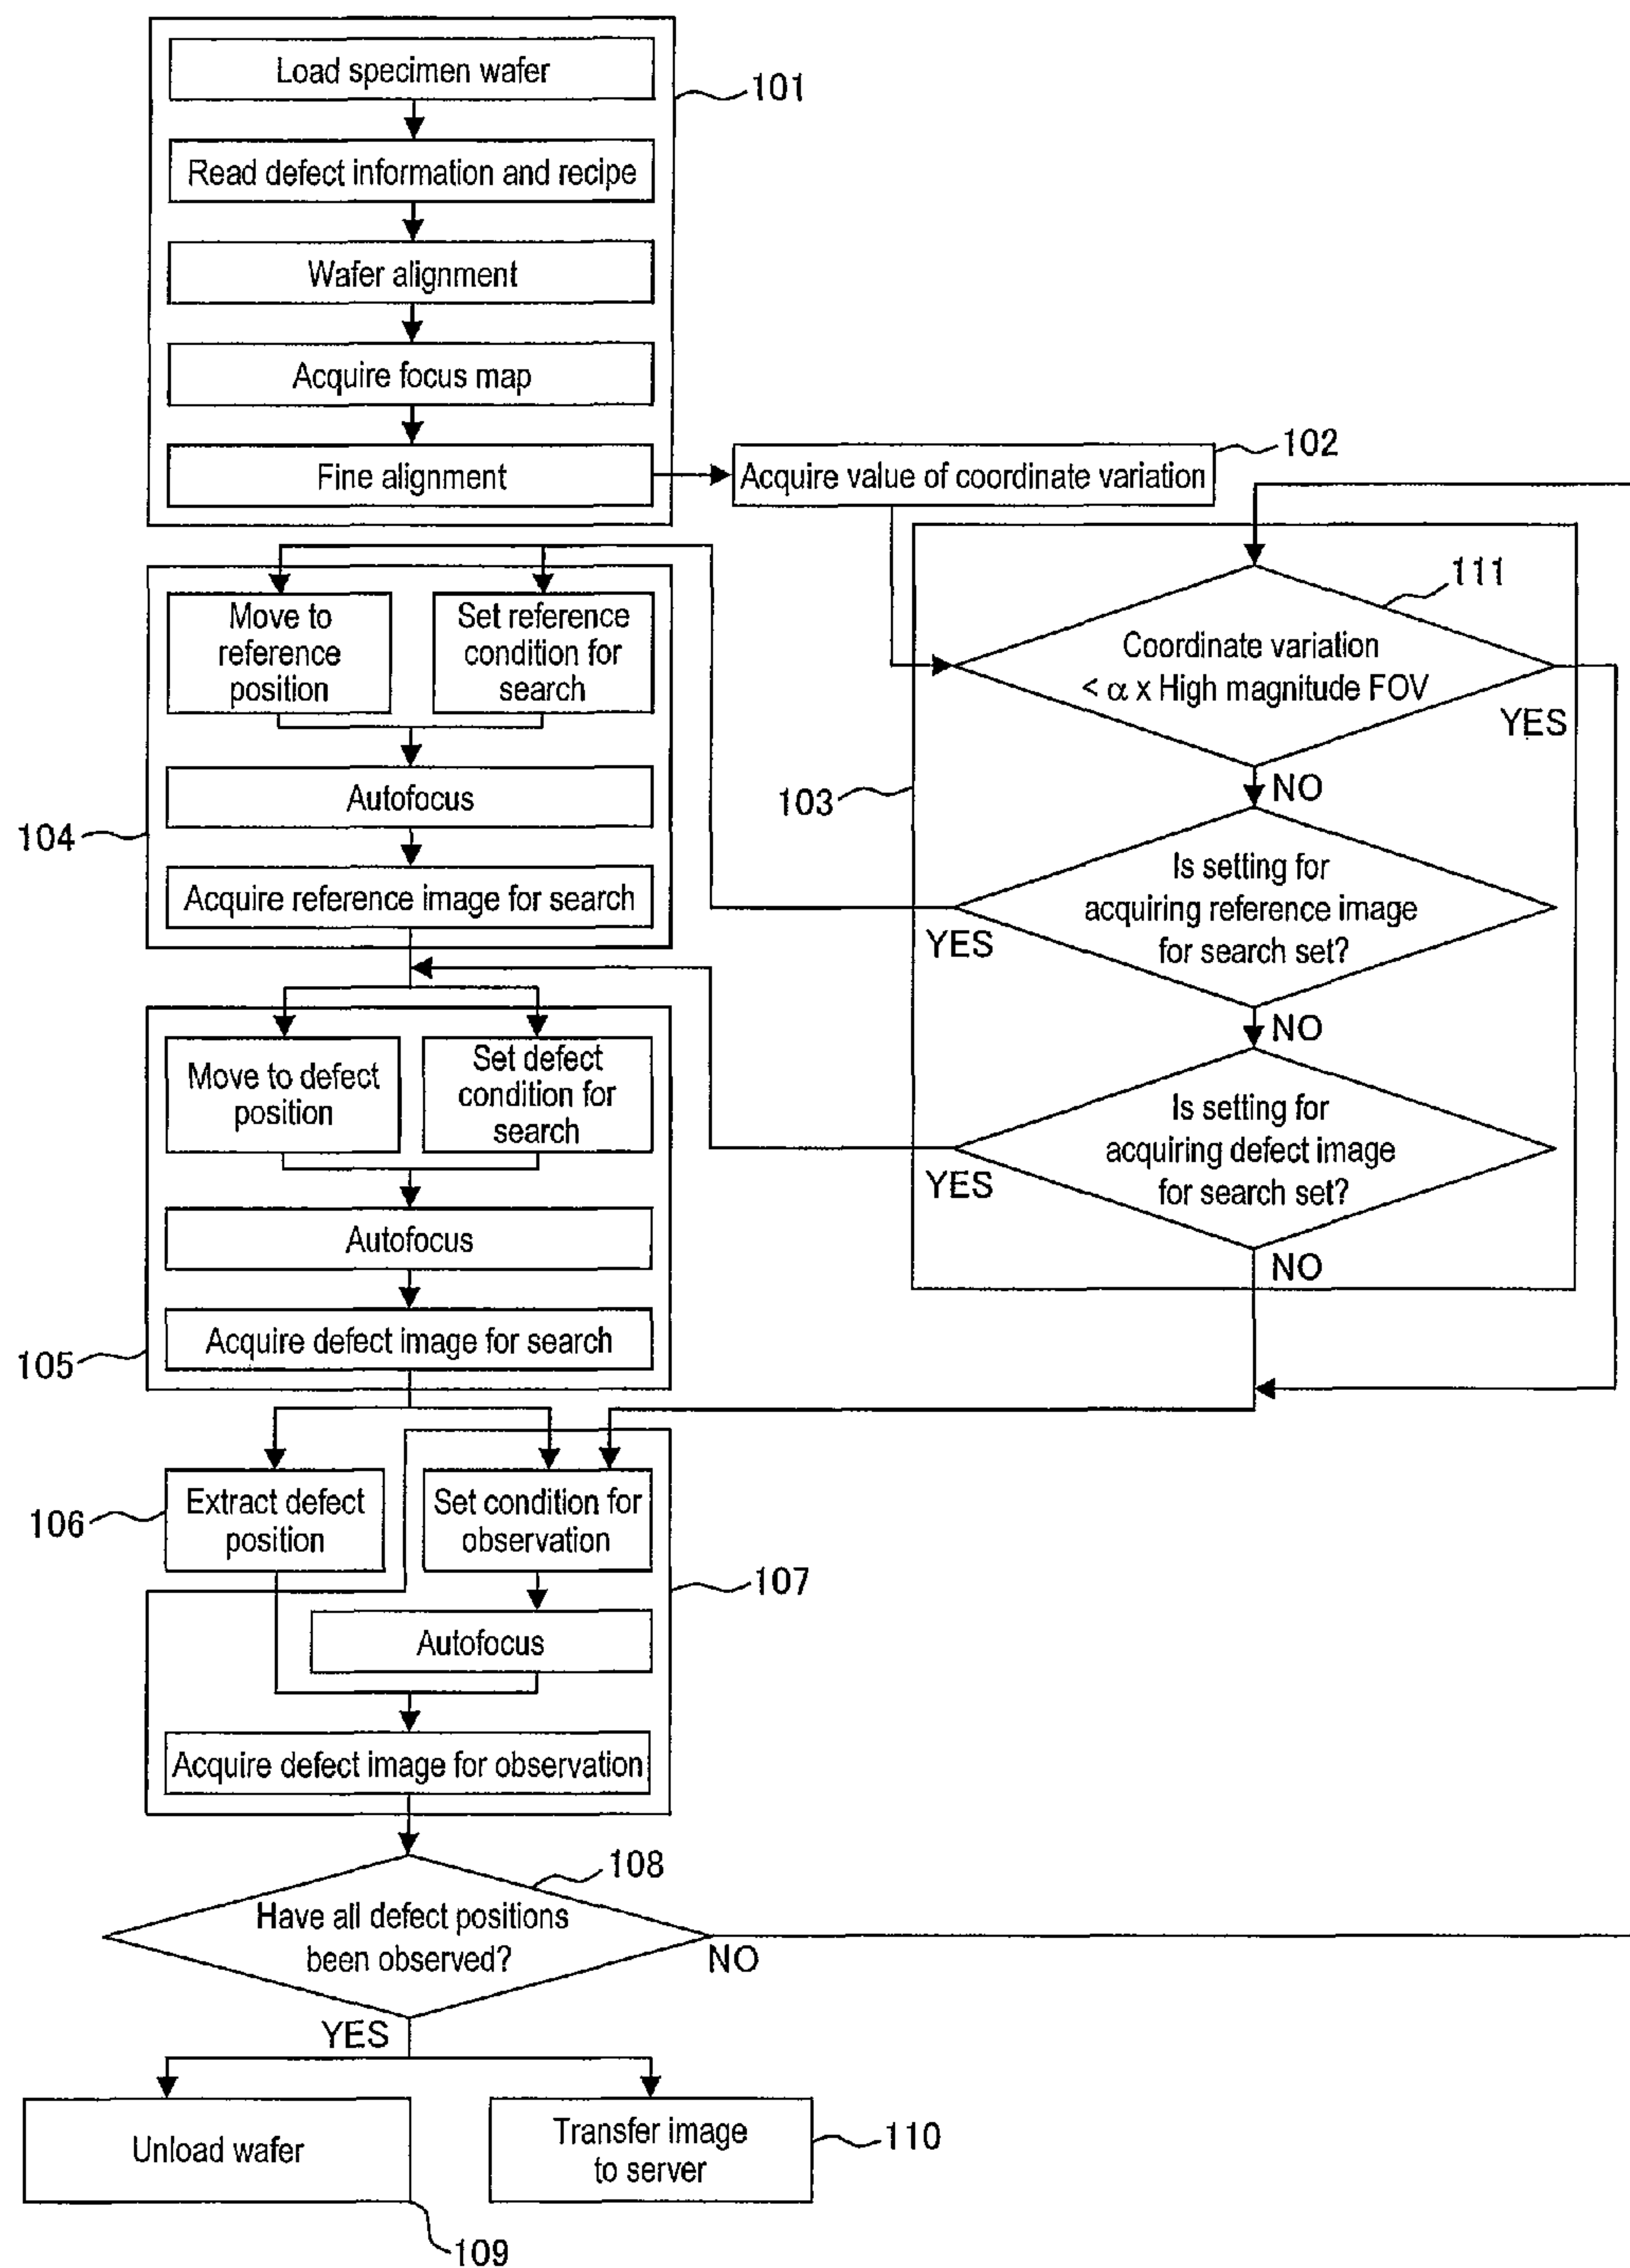 Load specimen wafer
101
Read defect information and recipe
Wafer alignment
Acquire focus map
Fine alignment
102
Acquire value of coordinate variation
111
Coordinate variation
< α x High magnitude FOV
YES
NO
103
Is setting for
acquiring reference image
for search set?
YES
NO
Is setting for
acquiring defect image
for search set?
YES
NO
Move to
reference
position
Set reference
condition for
search
Autofocus
104
Acquire reference image for search
Move to defect
position
Set defect
condition for
search
Autofocus
Acquire defect image for search
105
106
Extract defect
position
Set condition for
observation
107
Autofocus
Acquire defect image for observation
108
Have all defect positions
been observed?
NO
YES
Unload wafer
109
Transfer image
to server
110